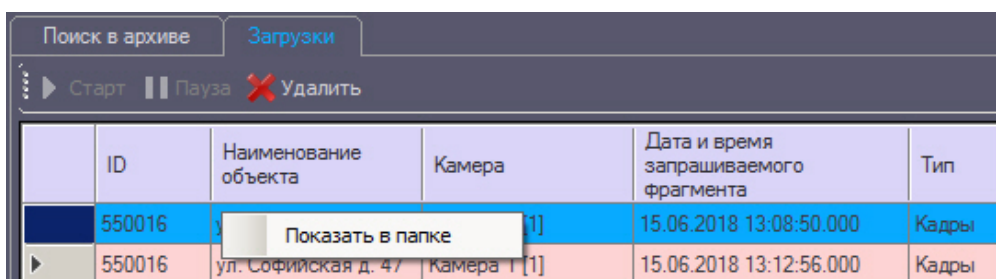 Поиск в архиве Загрузки
Старт Пауза Удалить
ID Наименование объекта Камера Дата и время запрашиваемого фрагмента Тип
550016 [1] 15.06.2018 13:08:50.000 Кадры
Показать в папке
550016 ул. Софийская д. 47 Камера 1 [1] 15.06.2018 13:12:56.000 Кадры